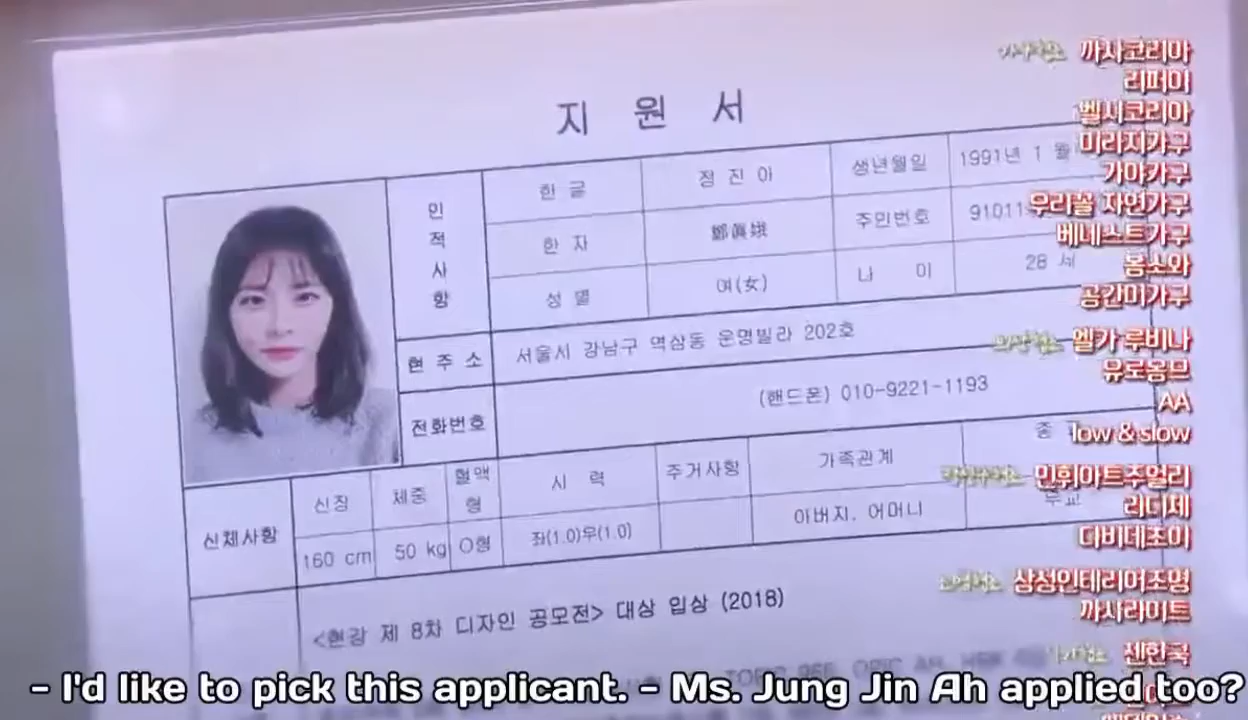 지 원 서
인적사항
한 글 정 진 아 생년월일 1991년 1 월
한 자 鄭眞娥 주민번호 91011
성 별 여(女) 나 이 28 세
현 주 소 서울시 강남구 역삼동 운명빌라 202호
전화번호 (핸드폰) 010-9221-1193
신체사항
신장 체중 혈액형 시 력 주거사항 가족관계 종
160 cm 50 kg O형 좌(1.0)우(1.0) 아버지, 어머니 무교
<현강 제 8차 디자인 공모전> 대상 입상 (2018)
까사코리아
리퍼미
벨시코리아
미라지가구
가야가구
우리꼴 자연가구
베네스트가구
봄소와
공간미가구
엘가 루비나
유로옴므
AA
low & slow
민휘아트주얼리
라디제
다비데초이
삼성인테리어조명
까사라이트
젠한국
- I'd like to pick this applicant. - Ms. Jung Jin Ah applied too?